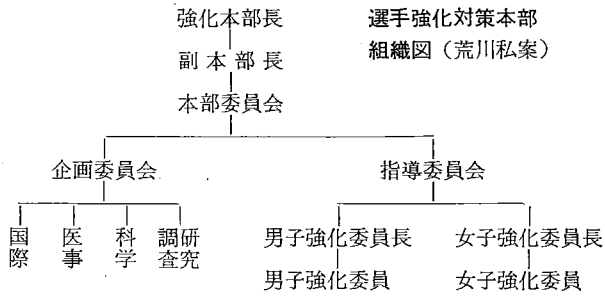 強化本部長
選手強化対策本部
組織図（荒川私案）
副本部長
本部委員会
企画委員会
指導委員会
国際
医事
科学
調査研究
男子強化委員長
女子強化委員長
男子強化委員
女子強化委員